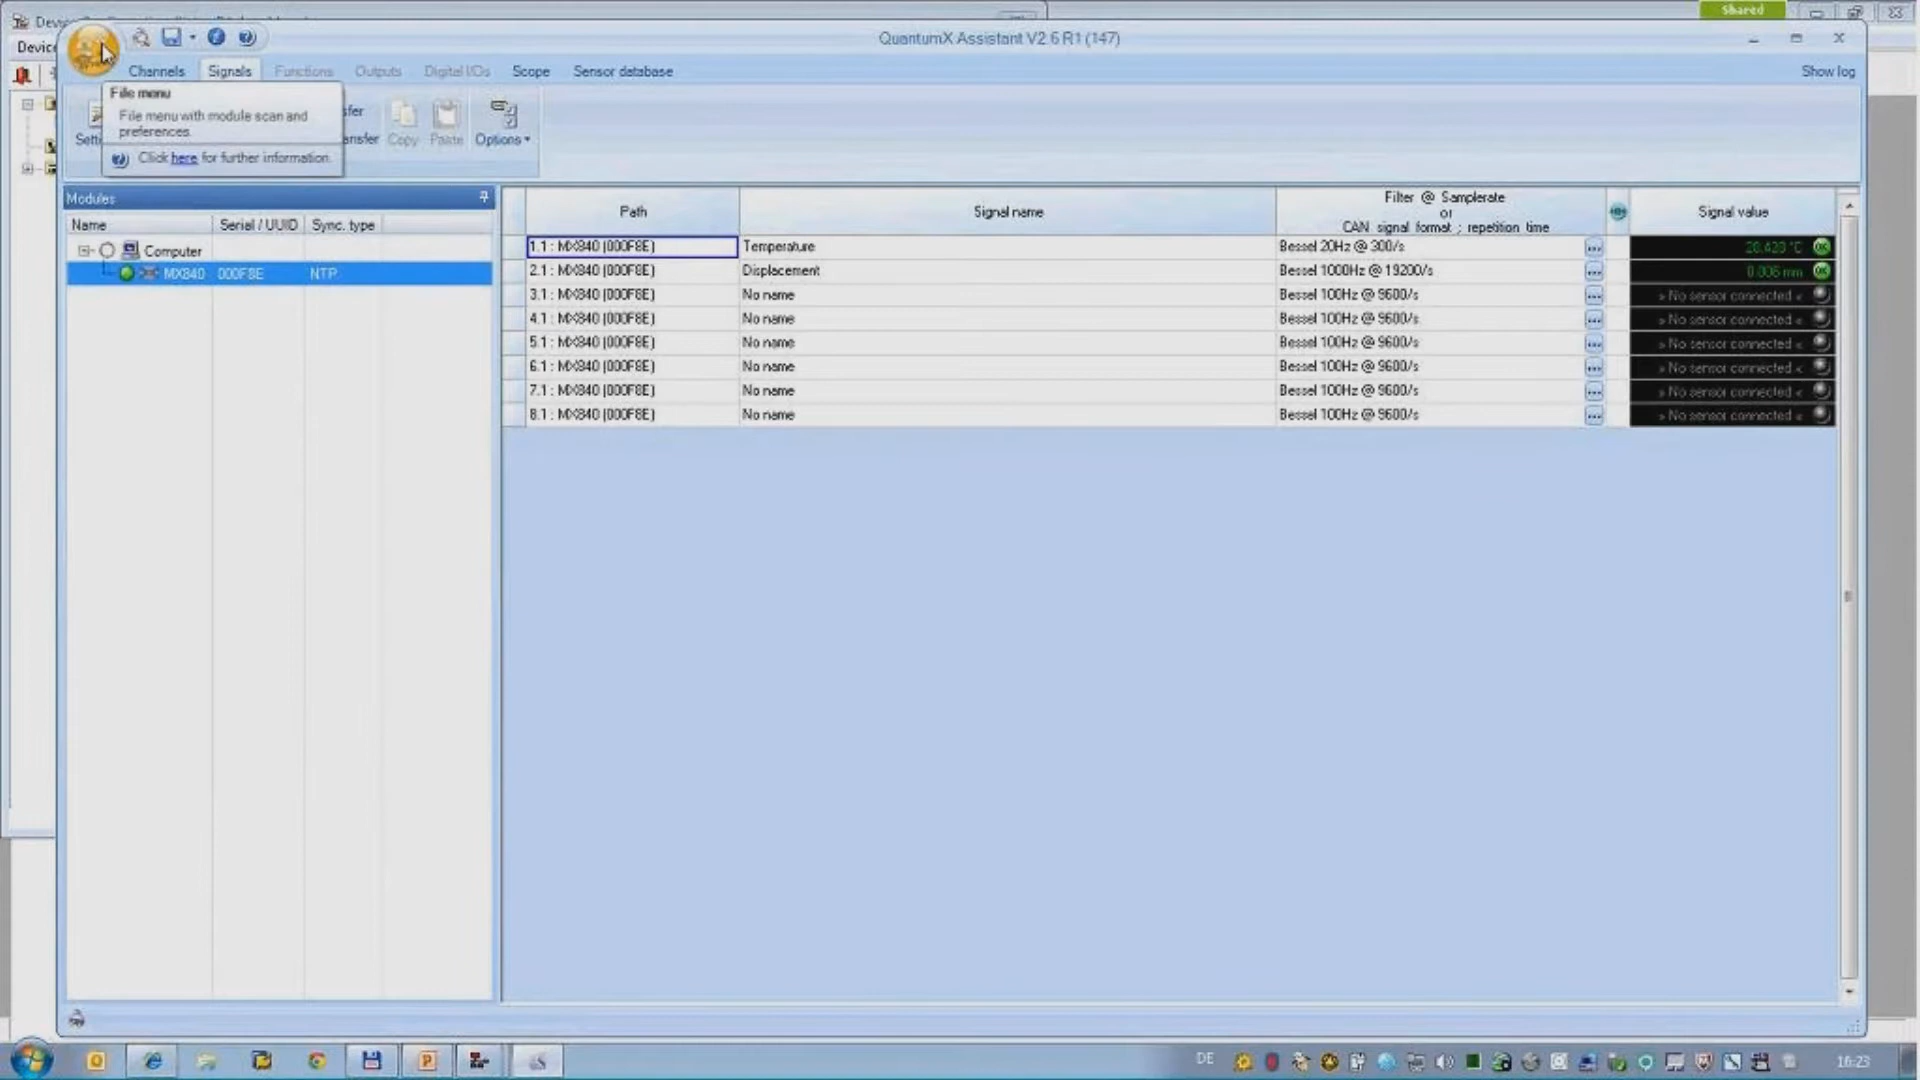 Shared
Devic
QuantumX Assistant V2.6 R1 (147)
Device
Channels Signals Functions Outputs Digital I/Os Scope Sensor database Show log
File menu
File menu with module scan and
preferences.
Click here for further information.
Copy Paste Options
Modules
Name Serial / UUID Sync. type
Computer
MX840 000F8E NTP
Path Signal name Filter @ Samplerate
or
CAN signal format ; repetition time
Signal value
1.1 : MX840 (000F8E) Temperature Bessel 20Hz @ 300/s
2.1 : MX840 (000F8E) Displacement Bessel 1000Hz @ 19200/s 0.006 mm OK
3.1 : MX840 (000F8E) No name Bessel 100Hz @ 9600/s » No sensor connected «
4.1 : MX840 (000F8E) No name Bessel 100Hz @ 9600/s » No sensor connected «
5.1 : MX840 (000F8E) No name Bessel 100Hz @ 9600/s » No sensor connected «
6.1 : MX840 (000F8E) No name Bessel 100Hz @ 9600/s » No sensor connected «
7.1 : MX840 (000F8E) No name Bessel 100Hz @ 9600/s » No sensor connected «
8.1 : MX840 (000F8E) No name Bessel 100Hz @ 9600/s » No sensor connected «
DE 16:23